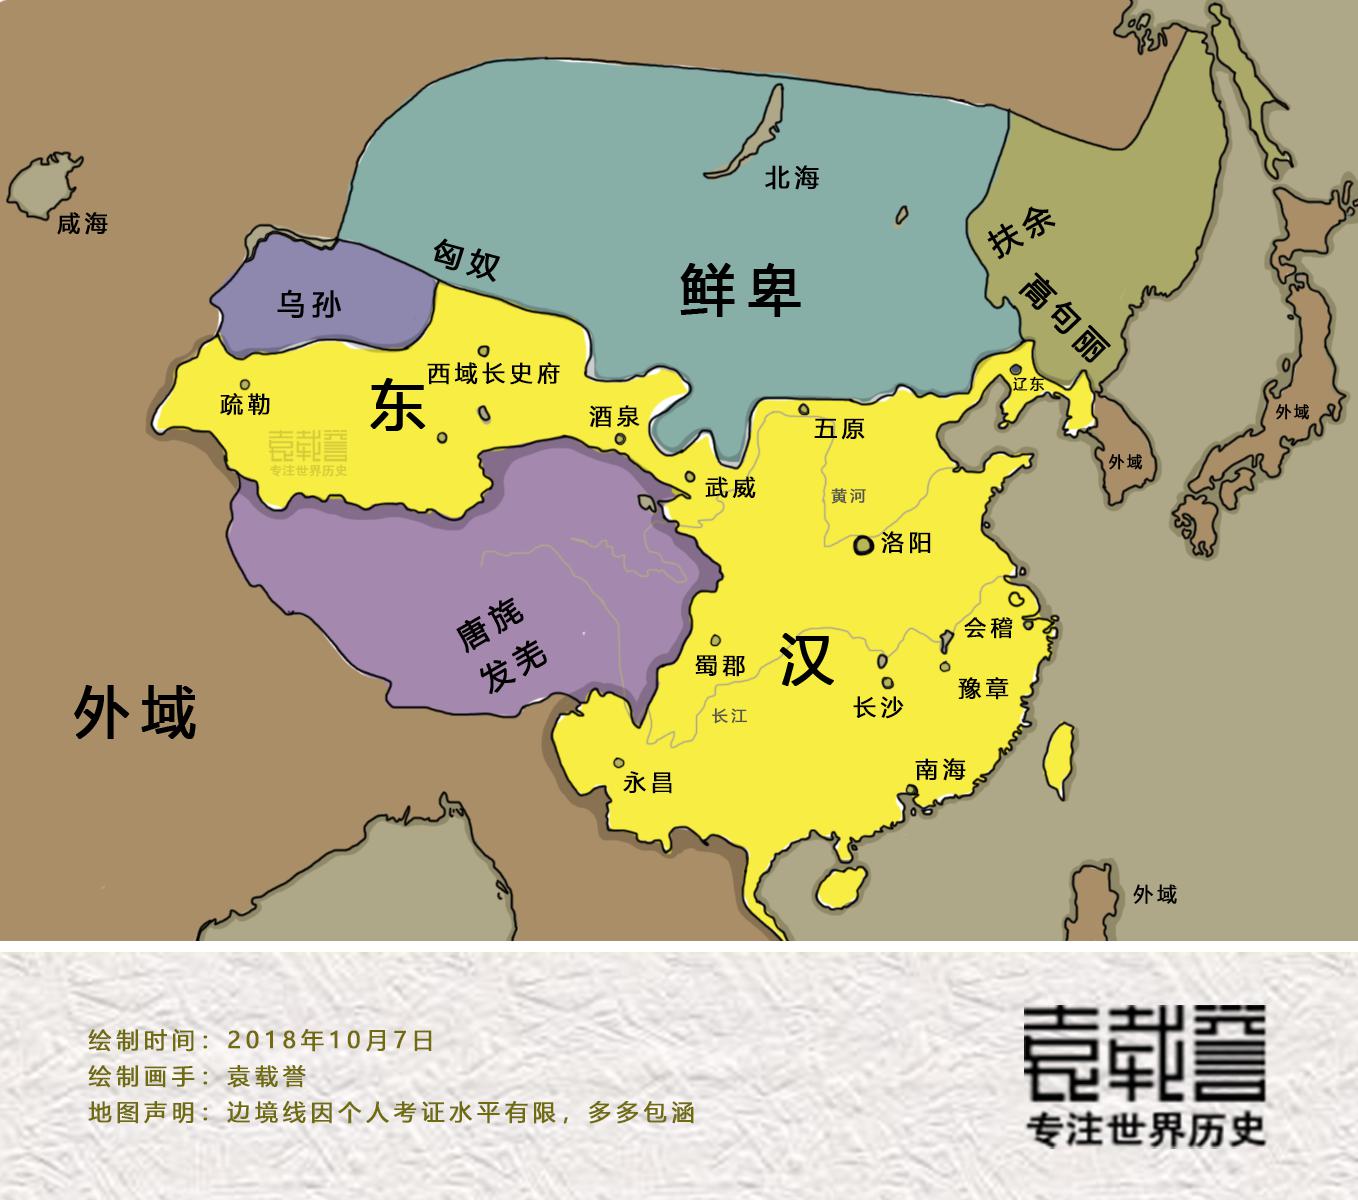 北海
咸海
扶余
匈奴
鲜卑
乌孙
高句丽
西域长史府
东
辽东
疏勒
酒泉
五原
外域
袁载誉
专注世界历史
外域
武威
黄河
洛阳
唐旄
发羌
会稽
汉
蜀郡
豫章
外域
长沙
长江
南海
永昌
外域
绘制时间：2018年10月7日
绘制画手：袁载誉
地图声明：边境线因个人考证水平有限，多多包涵
袁载誉
专注世界历史